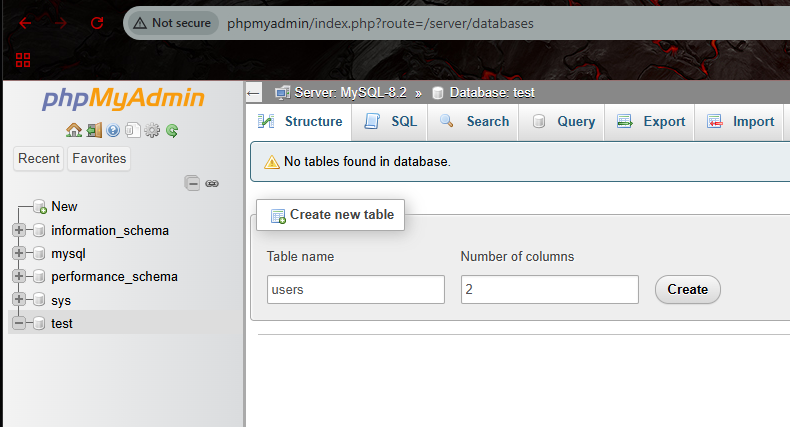 Not secure phpmyadmin/index.php?route=/server/databases
phpMyAdmin
Recent Favorites
New
information_schema
mysql
performance_schema
sys
test
Server: MySQL-8.2 » Database: test
Structure SQL Search Query Export Import
No tables found in database.
Create new table
Table name Number of columns
users 2 Create